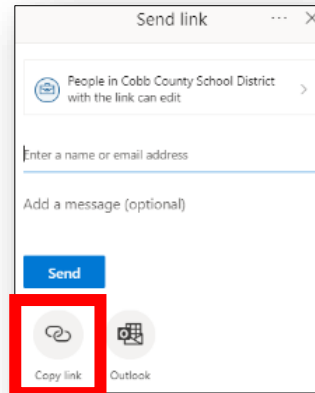 Send link
People in Cobb County School District
with the link can edit
Enter a name or email address
Add a message (optional)
Send
Copy link Outlook